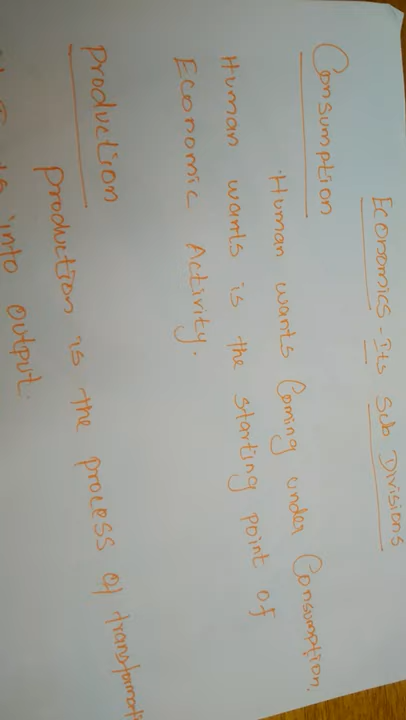 Economics - Its Sub Divisions
Consumption
Human wants Coming under Consumption.
Human wants is the starting point of
Economic Activity.
Production
Production is the process of transformati
into output.